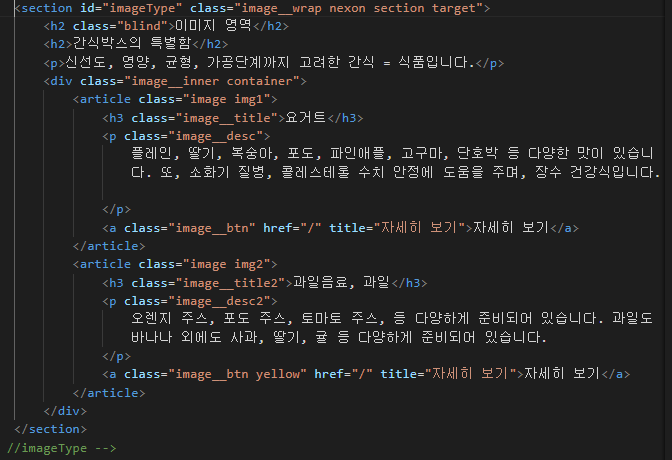 <section id="imageType" class="image__wrap nexon section target">
<h2 class="blind">이미지 영역</h2>
<h2>간식박스의 특별함</h2>
<p>신선도, 영양, 균형, 가공단계까지 고려한 간식 = 식품입니다.</p>
<div class="image__inner container">
<article class="image img1">
<h3 class="image__title">요거트</h3>
<p class="image__desc">
플레인, 딸기, 복숭아, 포도, 파인애플, 고구마, 단호박 등 다양한 맛이 있습니
다. 또, 소화기 질병, 콜레스테롤 수치 안정에 도움을 주며, 장수 건강식입니다.
</p>
<a class="image__btn" href="/" title="자세히 보기">자세히 보기</a>
</article>
<article class="image img2">
<h3 class="image__title2">과일음료, 과일</h3>
<p class="image__desc2">
오렌지 주스, 포도 주스, 토마토 주스, 등 다양하게 준비되어 있습니다. 과일도
바나나 외에도 사과, 딸기, 귤 등 다양하게 준비되어 있습니다.
</p>
<a class="image__btn yellow" href="/" title="자세히 보기">자세히 보기</a>
</article>
</div>
</section>
//imageType -->